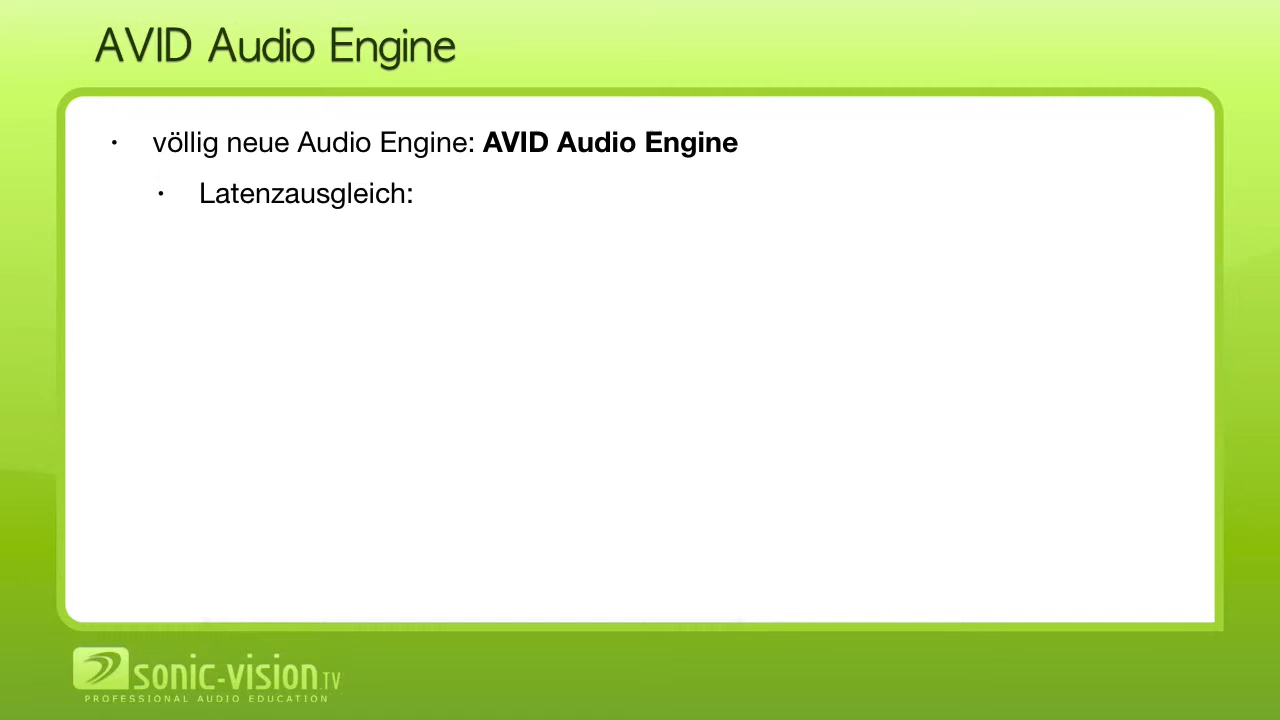 AVID Audio Engine
· völlig neue Audio Engine: AVID Audio Engine
· Latenzausgleich:
sonic-vision.TV
PROFESSIONAL AUDIO EDUCATION